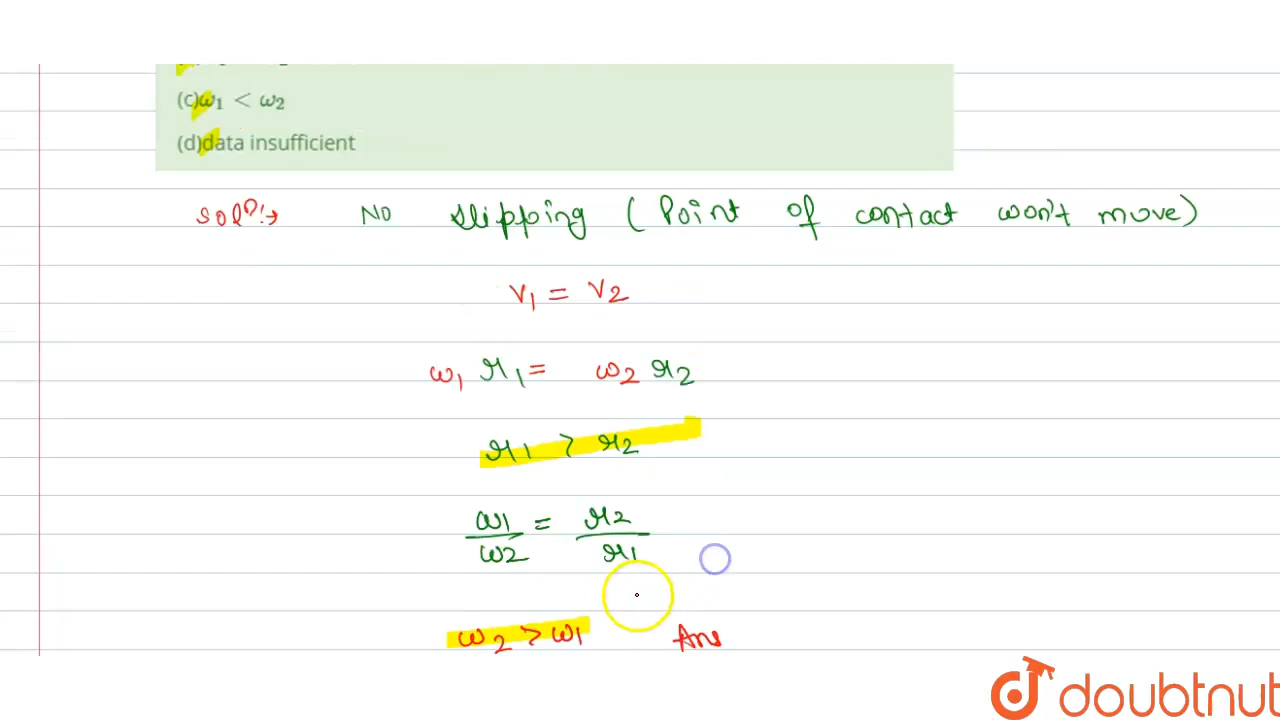 (c)ω₁ < ω₂
(d)data insufficient
Solⁿ:→ NO slipping (Point of contact won't move)
v₁ = v₂
ω₁ r₁ = ω₂ r₂
r₁ > r₂
ω₁/ω₂ = r₂/r₁
ω₂ > ω₁ Ans
doubtnut